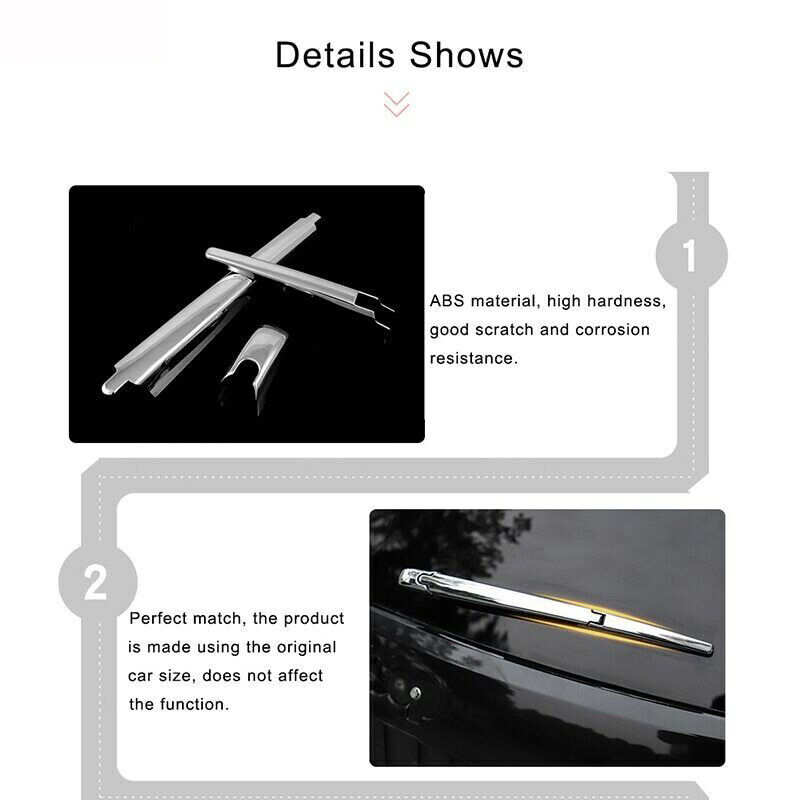 Details Shows
1
ABS material, high hardness,
good scratch and corrosion
resistance.
2
Perfect match, the product
is made using the original
car size, does not affect
the function.